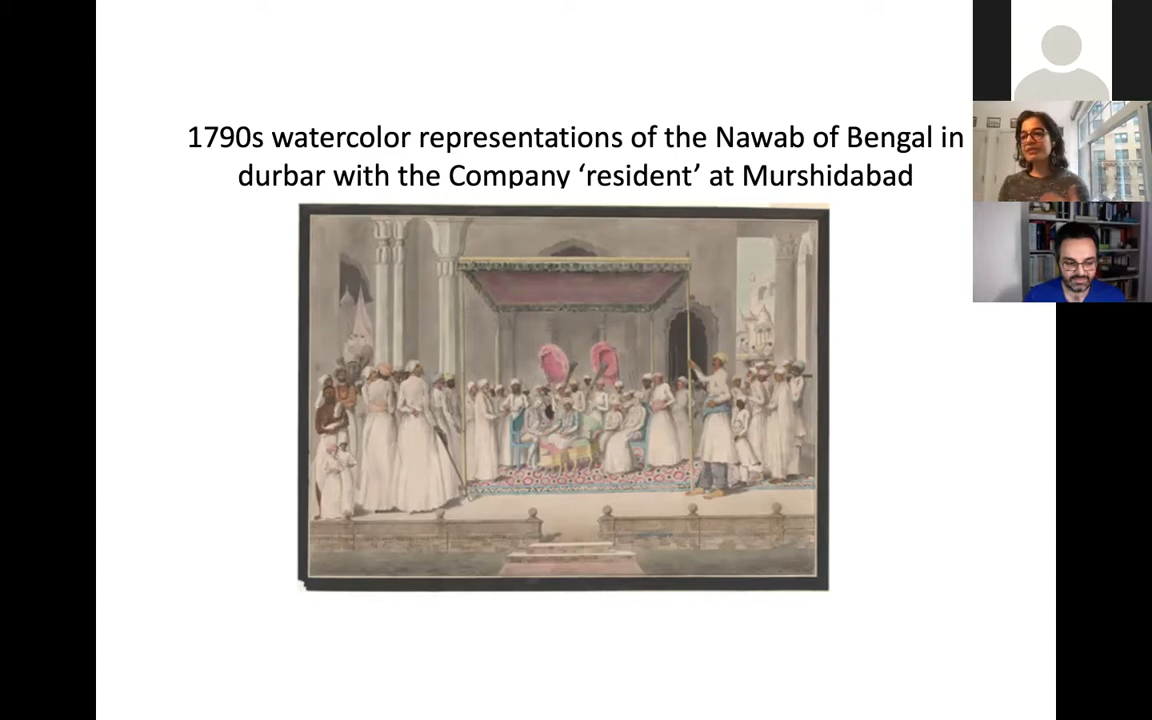 1790s watercolor representations of the Nawab of Bengal in
durbar with the Company ‘resident’ at Murshidabad